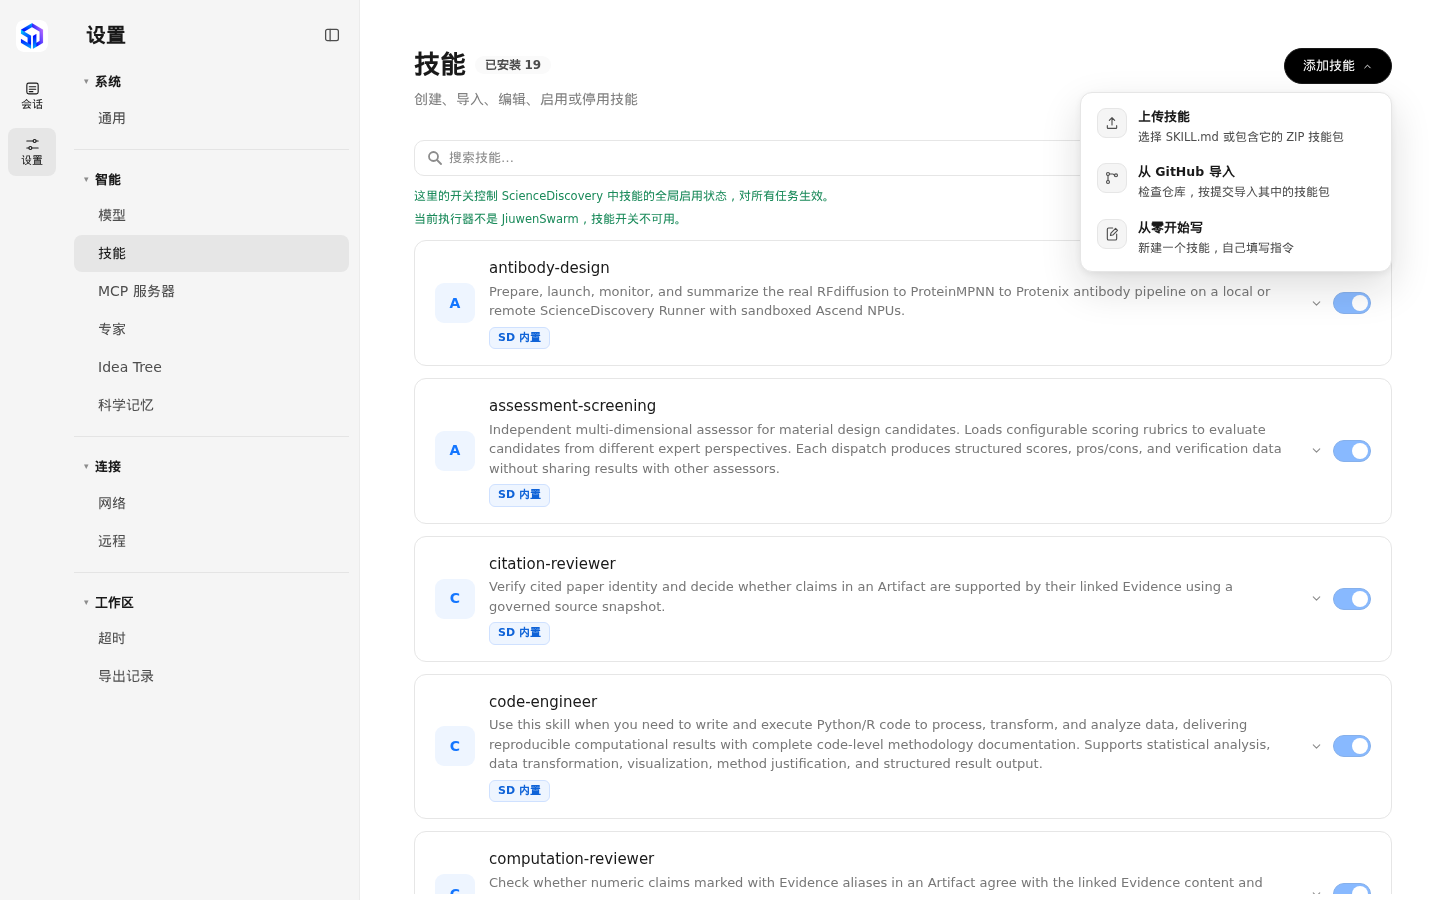 会话
设置
设置
系统
通用
智能
模型
技能
MCP 服务器
专家
Idea Tree
科学记忆
连接
网络
远程
工作区
超时
导出记录
技能
已安装 19
创建、导入、编辑、启用或停用技能
添加技能
上传技能
选择 SKILL.md 或包含它的 ZIP 技能包
从 GitHub 导入
检查仓库，按提交导入其中的技能包
从零开始写
新建一个技能，自己填写指令
搜索技能...
这里的开关控制 ScienceDiscovery 中技能的全局启用状态，对所有任务生效。
当前执行器不是 JiuwenSwarm，技能开关不可用。
A
antibody-design
Prepare, launch, monitor, and summarize the real RFdiffusion to ProteinMPNN to Protenix antibody pipeline on a local or
remote ScienceDiscovery Runner with sandboxed Ascend NPUs.
SD 内置
A
assessment-screening
Independent multi-dimensional assessor for material design candidates. Loads configurable scoring rubrics to evaluate
candidates from different expert perspectives. Each dispatch produces structured scores, pros/cons, and verification data
without sharing results with other assessors.
SD 内置
C
citation-reviewer
Verify cited paper identity and decide whether claims in an Artifact are supported by their linked Evidence using a
governed source snapshot.
SD 内置
C
code-engineer
Use this skill when you need to write and execute Python/R code to process, transform, and analyze data, delivering
reproducible computational results with complete code-level methodology documentation. Supports statistical analysis,
data transformation, visualization, method justification, and structured result output.
SD 内置
C
computation-reviewer
Check whether numeric claims marked with Evidence aliases in an Artifact agree with the linked Evidence content and